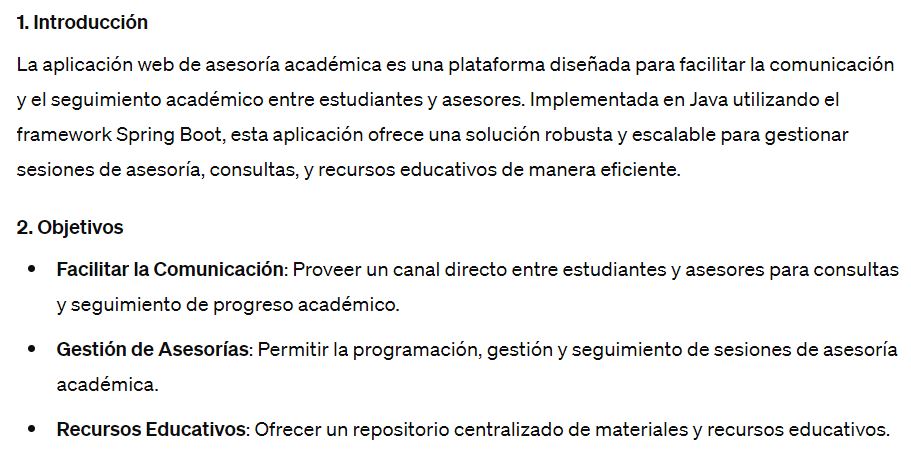 1. Introducción
La aplicación web de asesoría académica es una plataforma diseñada para facilitar la comunicación
y el seguimiento académico entre estudiantes y asesores. Implementada en Java utilizando el
framework Spring Boot, esta aplicación ofrece una solución robusta y escalable para gestionar
sesiones de asesoría, consultas, y recursos educativos de manera eficiente.
2. Objetivos
• Facilitar la Comunicación: Proveer un canal directo entre estudiantes y asesores para consultas
y seguimiento de progreso académico.
• Gestión de Asesorías: Permitir la programación, gestión y seguimiento de sesiones de asesoría
académica.
• Recursos Educativos: Ofrecer un repositorio centralizado de materiales y recursos educativos.